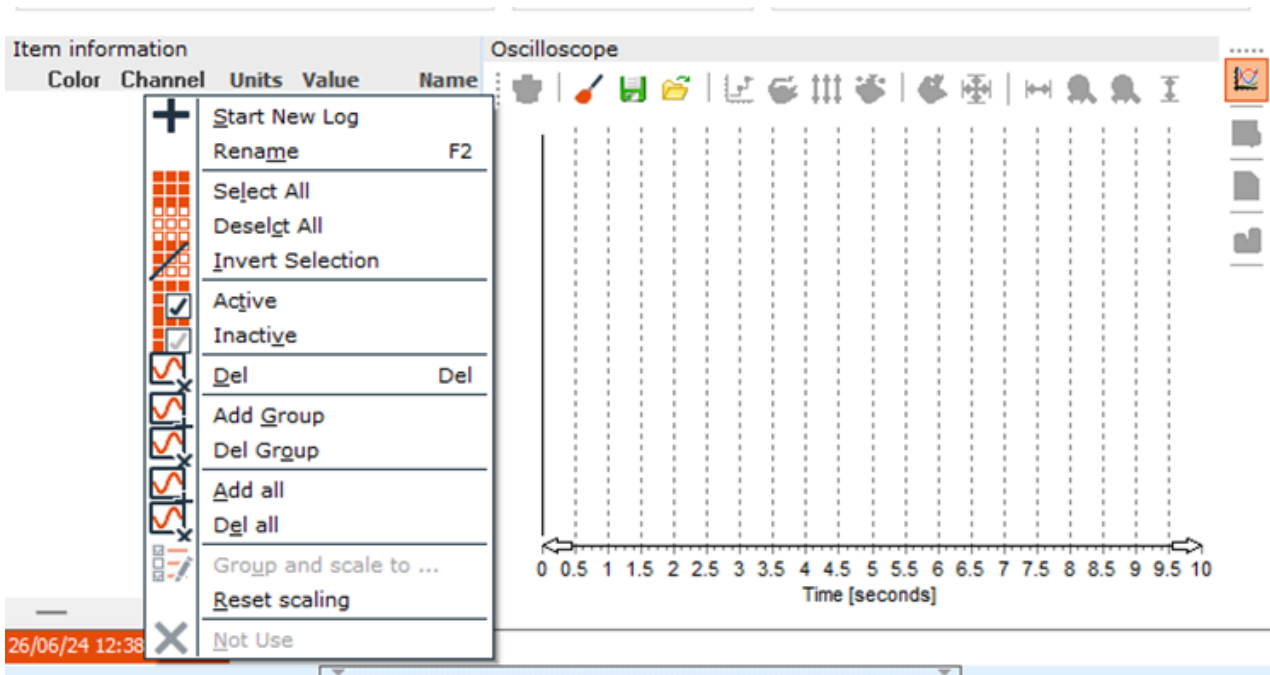 Item information
Color Channel Units Value Name
Start New Log
Rename F2
Select All
Deselct All
Invert Selection
Active
Inactive
Del Del
Add Group
Del Group
Add all
Del all
Group and scale to ...
Reset scaling
Not Use
26/06/24 12:38
Oscilloscope
0 0.5 1 1.5 2 2.5 3 3.5 4 4.5 5 5.5 6 6.5 7 7.5 8 8.5 9 9.5 10
Time [seconds]